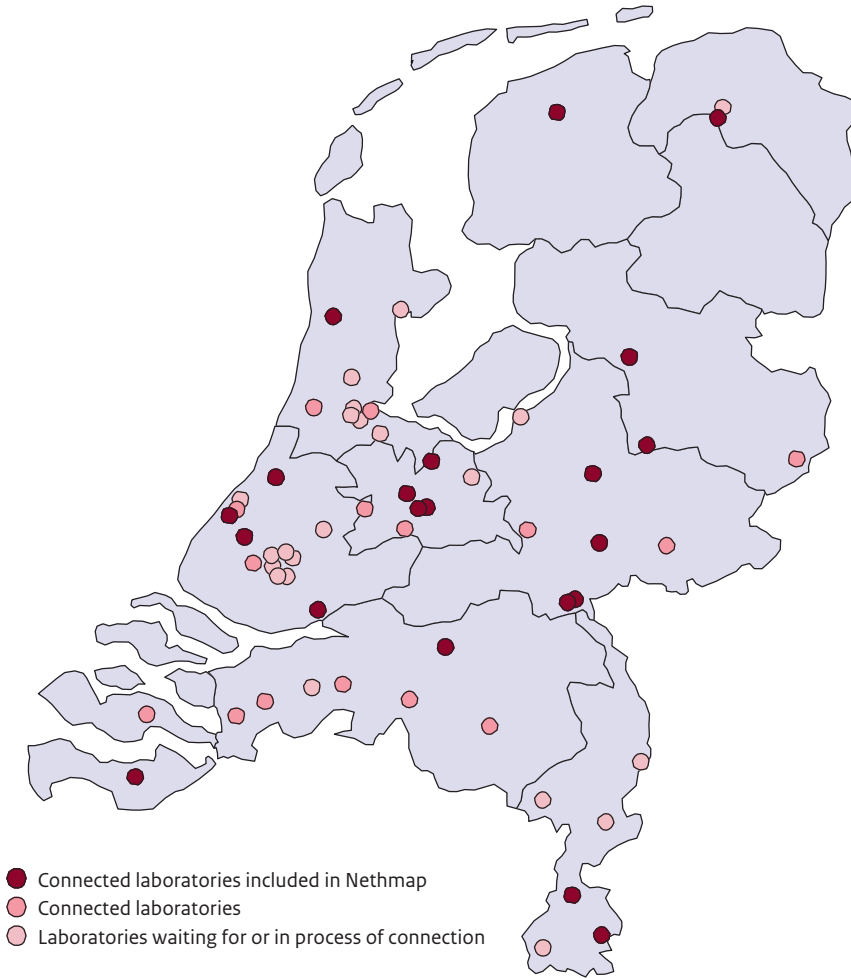 Connected laboratories included in Nethmap
Connected laboratories
Laboratories waiting for or in process of connection